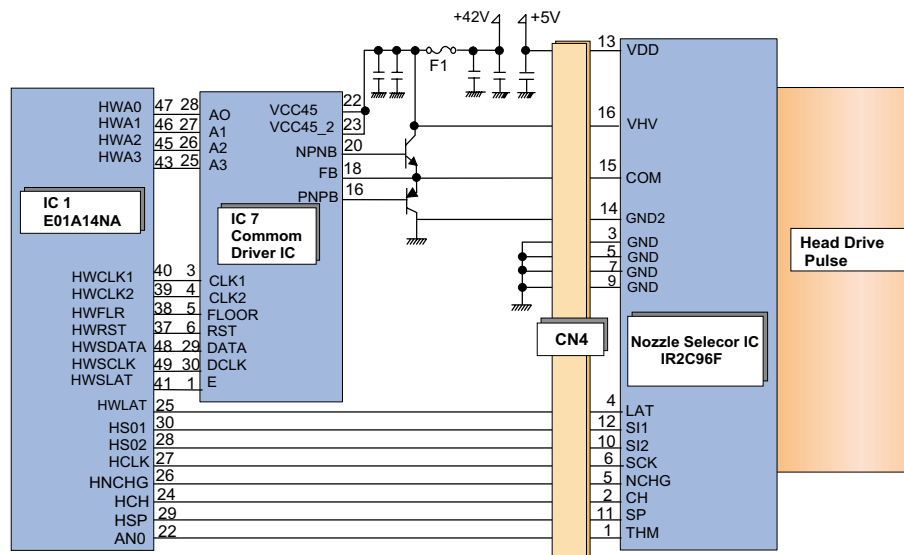 +42V +5V
F1
13 VDD
HWA0 47 28 AO
HWA1 46 27 A1
HWA2 45 26 A2
HWA3 43 25 A3
VCC45 22
VCC45_2 23
NPNB 20
FB 18
PNPB 16
16 VHV
15 COM
14 GND2
3 GND
5 GND
7 GND
9 GND
IC 1
E01A14NA
IC 7
Commom
Driver IC
Head Drive
Pulse
CN4
Nozzle Selecor IC
IR2C96F
HWCLK1 40 3 CLK1
HWCLK2 39 4 CLK2
HWFLR 38 5 FLOOR
HWRST 37 6 RST
HWSDATA 48 29 DATA
HWSCLK 49 30 DCLK
HWSLAT 41 1 E
HWLAT 25 4 LAT
HS01 30 12 SI1
HS02 28 10 SI2
HCLK 27 6 SCK
HNCHG 26 5 NCHG
HCH 24 2 CH
HSP 29 11 SP
AN0 22 1 THM